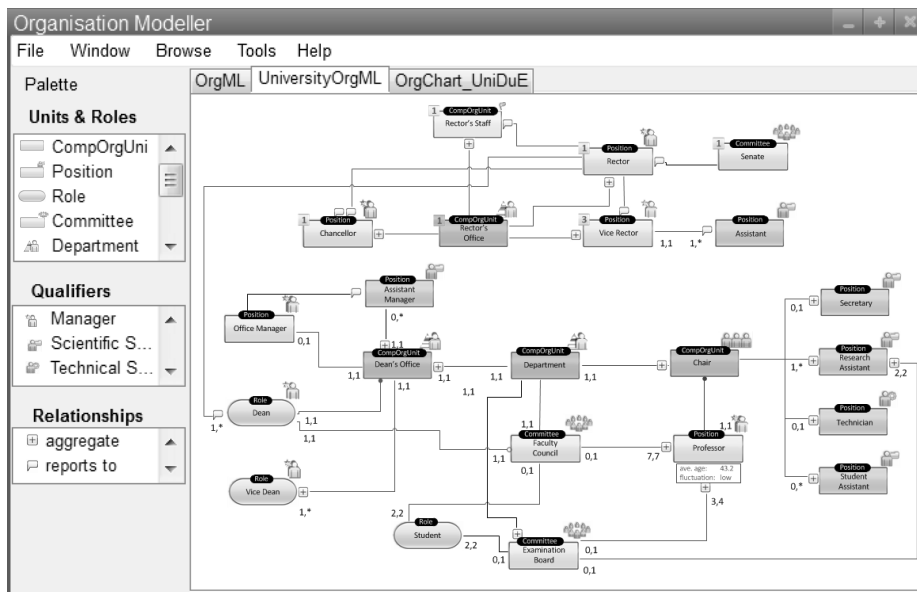 Organisation Modeller
File Window Browse Tools Help
Palette
OrgML UniversityOrgML OrgChart_UniDuE
Units & Roles
CompOrgUni
Position
Role
Committee
Department
Qualifiers
Manager
Scientific S...
Technical S...
Relationships
aggregate
reports to
1 CompOrgUnit
Rector's Staff
1 Position
Rector
1 Committee
Senate
1 Position
Chancellor
1 CompOrgUnit
Rector's
Office
3 Position
Vice Rector
1,1 1,*
Position
Assistant
Position
Assistant
Manager
0,*
Position
Office Manager
0,1
1,1
CompOrgUnit
Dean's Office
1,1 1,1 1,1
CompOrgUnit
Department
1,1 1,1 1,1
CompOrgUnit
Chair
Position
Secretary
0,1
Position
Research
Assistant
1,* 2,2
Position
Technician
0,1
Position
Student
Assistant
0,*
Role
Dean
1,* 1,1
1,1
Role
Vice Dean
1,*
1,1
Committee
Faculty
Council
1,1 0,1 0,1
1,1
Position
Professor
7,7
ave. age: 43.2
fluctuation: low
3,4
2,2
Role
Student
2,2
Committee
Examination
Board
0,1 0,1
0,1